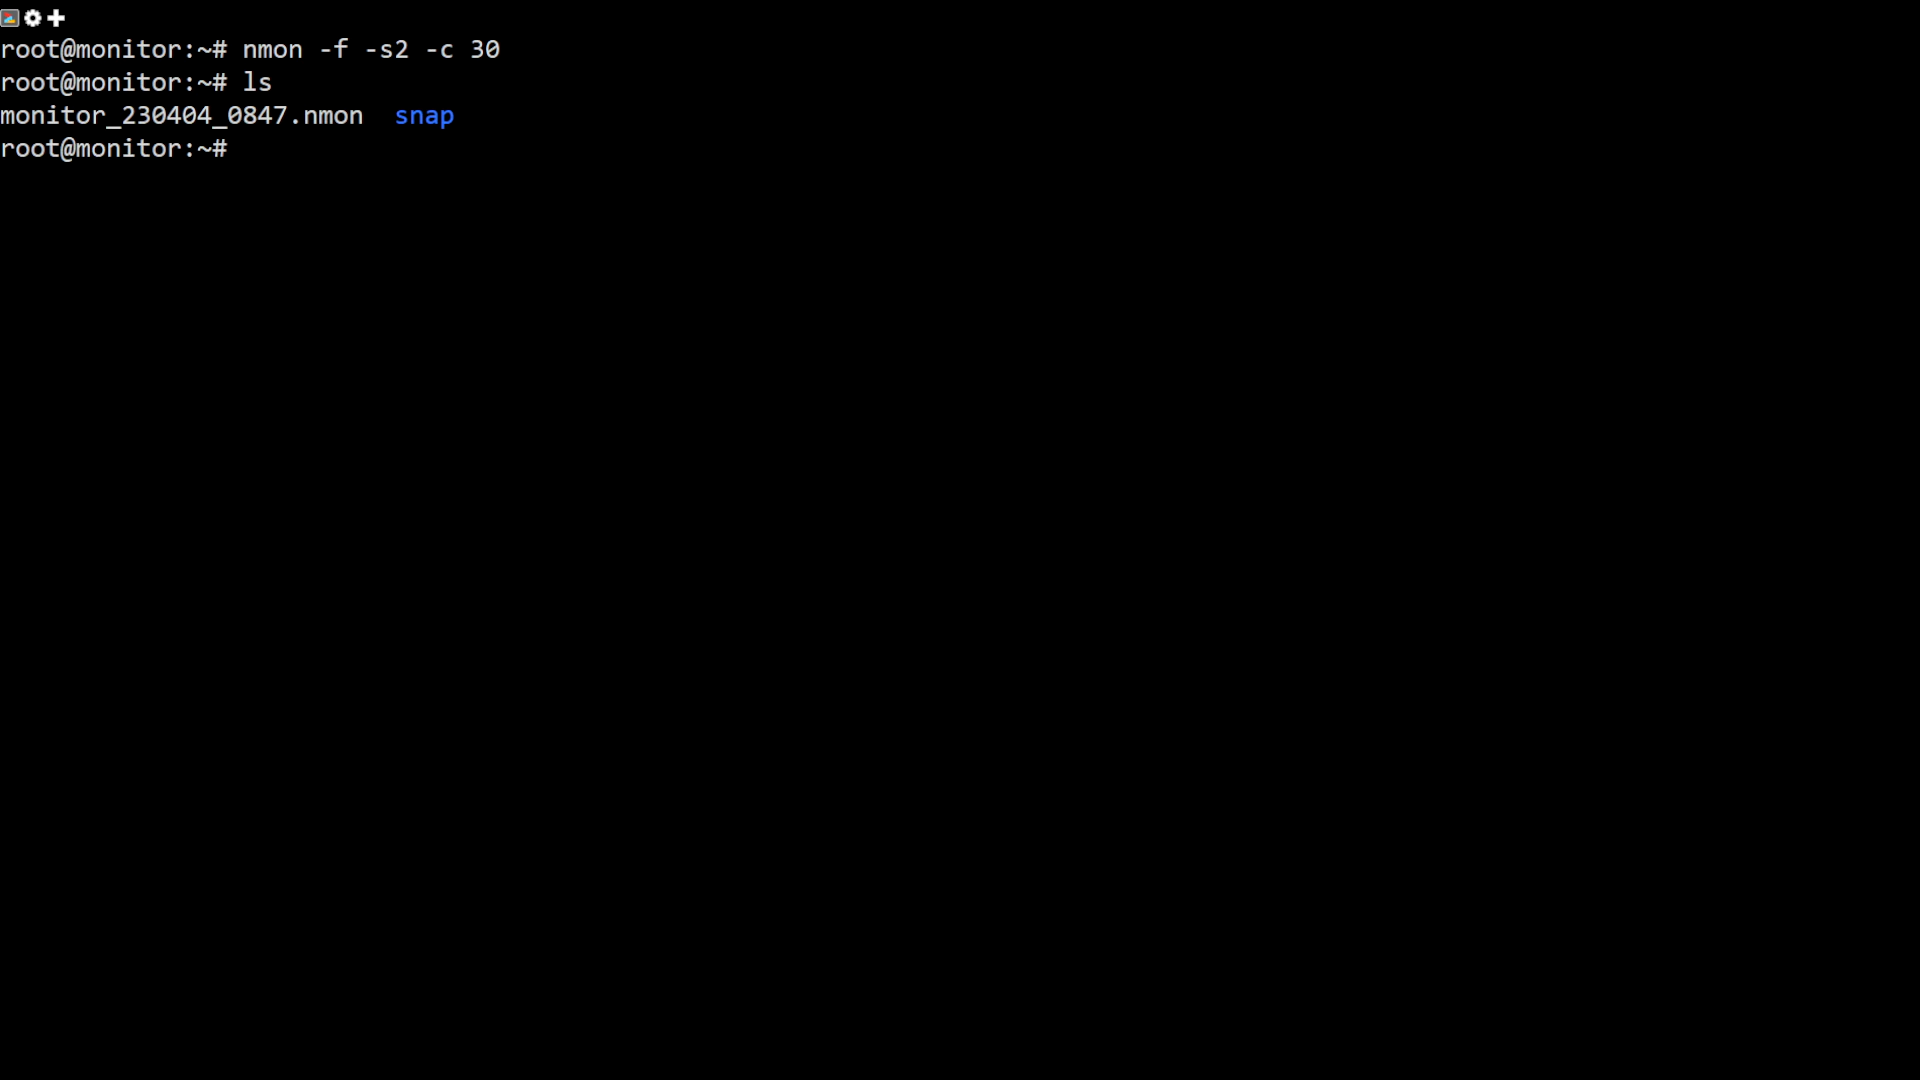 root@monitor:~# nmon -f -s2 -c 30
root@monitor:~# ls
monitor_230404_0847.nmon  snap
root@monitor:~#